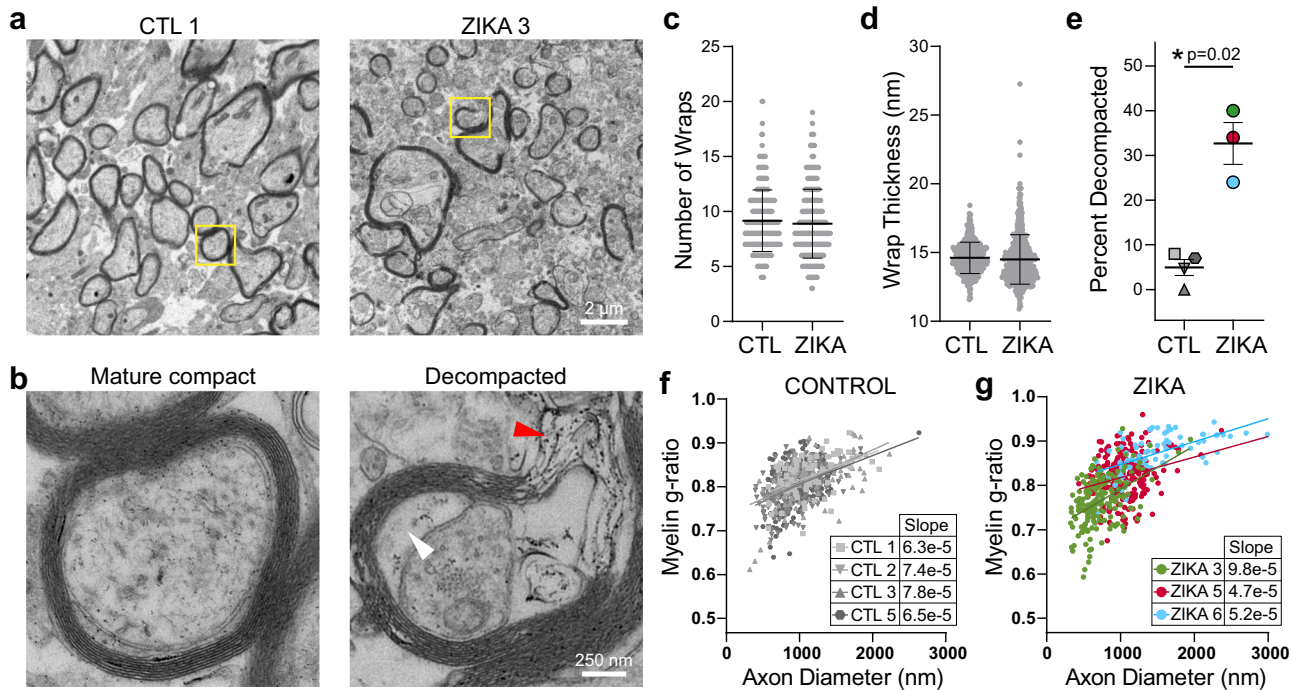 a
CTL 1
ZIKA 3
2 µm
b
Mature compact
Decompacted
250 nm
c
Number of Wraps
25
20
15
10
5
0
CTL ZIKA
d
Wrap Thickness (nm)
30
25
20
15
10
CTL ZIKA
e
Percent Decompacted
* p=0.02
50
40
30
20
10
0
CTL ZIKA
f
CONTROL
Myelin g-ratio
1.0
0.9
0.8
0.7
0.6
0.5
Slope
CTL 1 6.3e-5
CTL 2 7.4e-5
CTL 3 7.8e-5
CTL 5 6.5e-5
0 1000 2000 3000
Axon Diameter (nm)
g
ZIKA
Myelin g-ratio
1.0
0.9
0.8
0.7
0.6
0.5
Slope
ZIKA 3 9.8e-5
ZIKA 5 4.7e-5
ZIKA 6 5.2e-5
0 1000 2000 3000
Axon Diameter (nm)